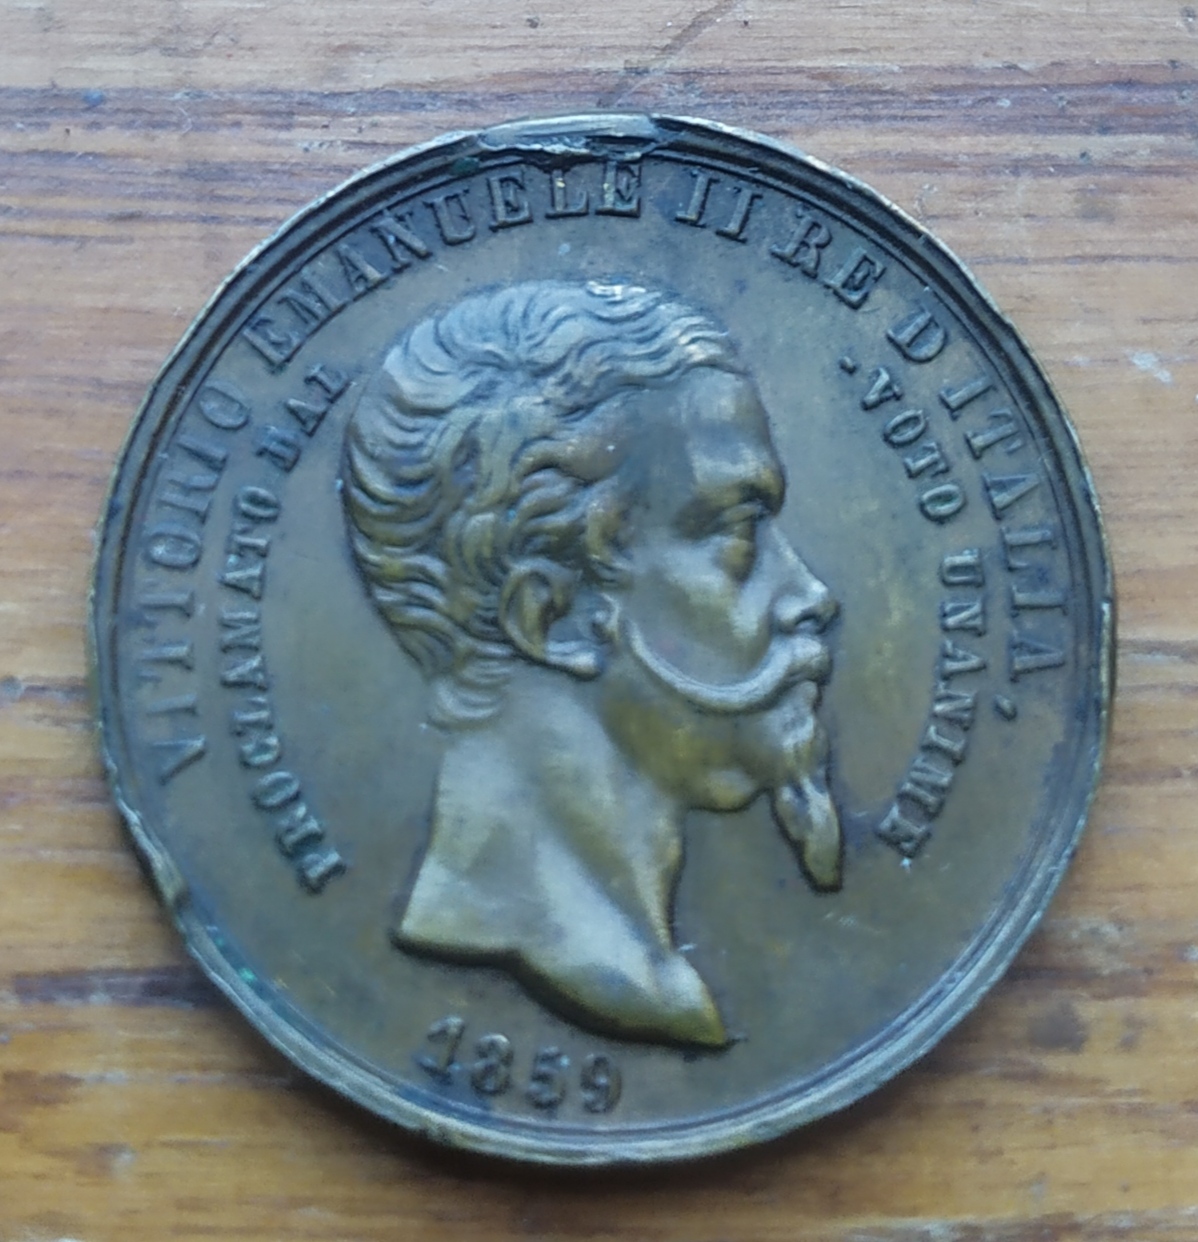 VITTORIO EMANUELE II RE D'ITALIA
PROCLAMATO DAL
VOTO UNANIME
1859